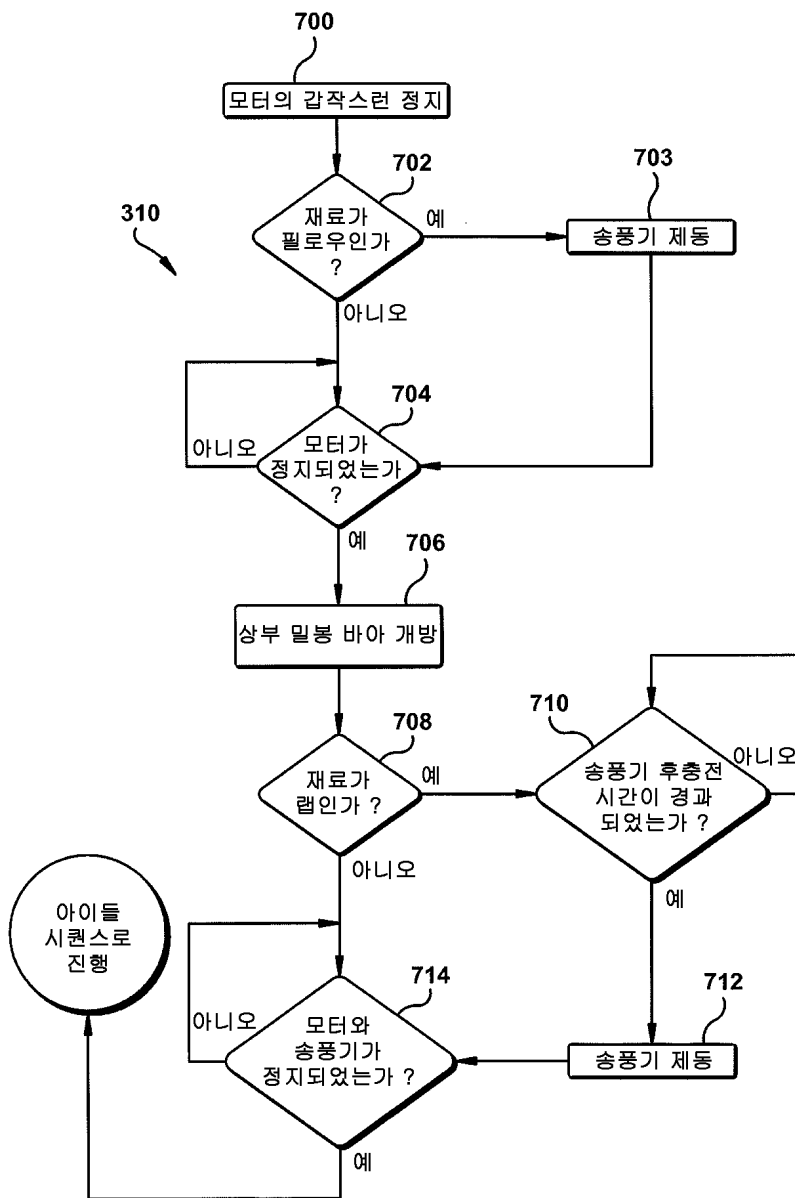 700
모터의 갑작스런 정지
702
재료가
필로우인가
?
예
703
송풍기 제동
310
아니오
704
모터가
정지되었는가
?
아니오
예
706
상부 밀봉 바아 개방
708
재료가
랩인가 ?
예
710
송풍기 후충전
시간이 경과
되었는가 ?
아니오
아니오
예
아이들
시퀀스로
진행
714
모터와
송풍기가
정지되었는가 ?
아니오
712
송풍기 제동
예